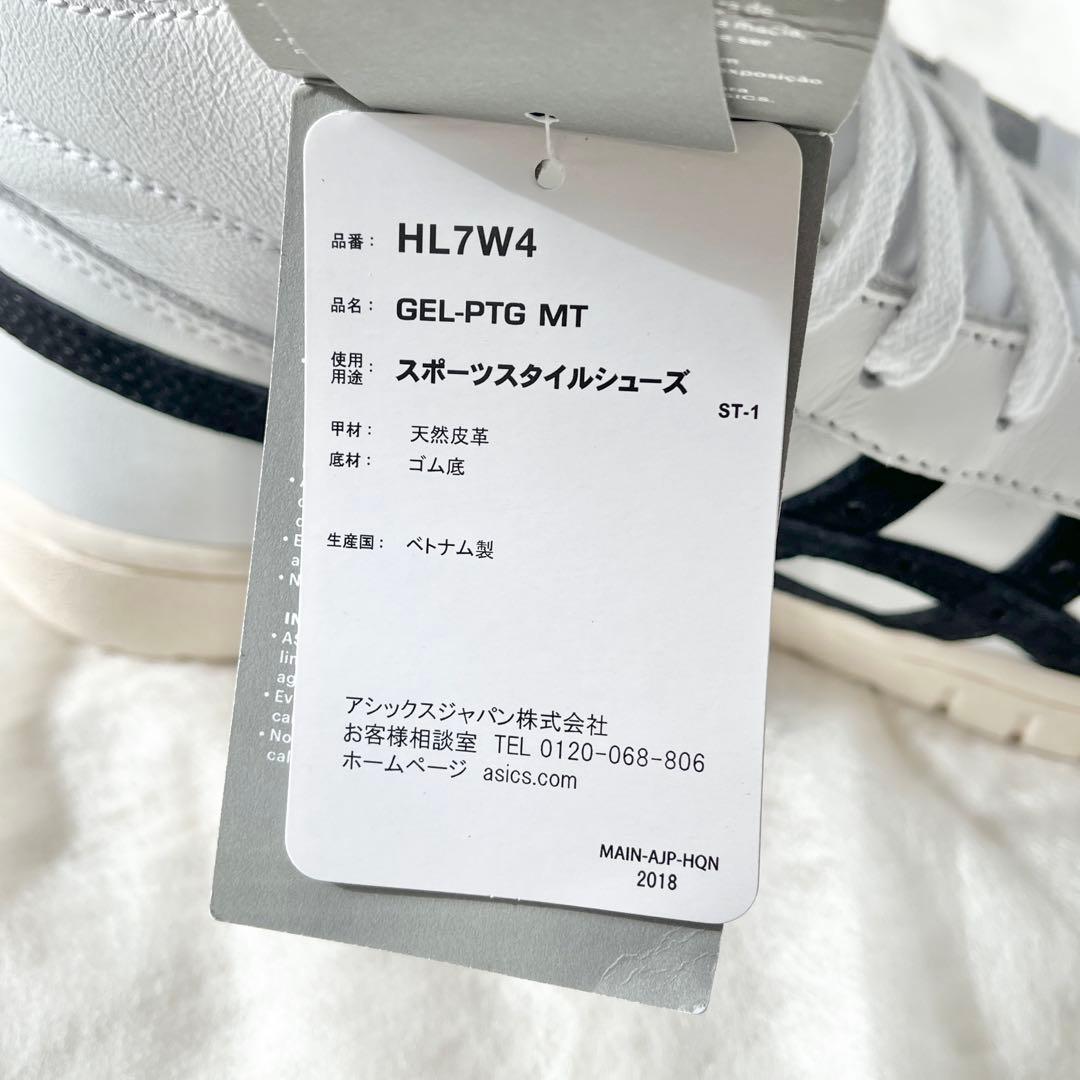 de
macia,
ser
exposição
品番： HL7W4
品名： GEL-PTG MT
使用用途： スポーツスタイルシューズ
ST-1
甲材： 天然皮革
底材： ゴム底
生産国： ベトナム製
アシックスジャパン株式会社
お客様相談室 TEL 0120-068-806
ホームページ asics.com
MAIN-AJP-HQN
2018